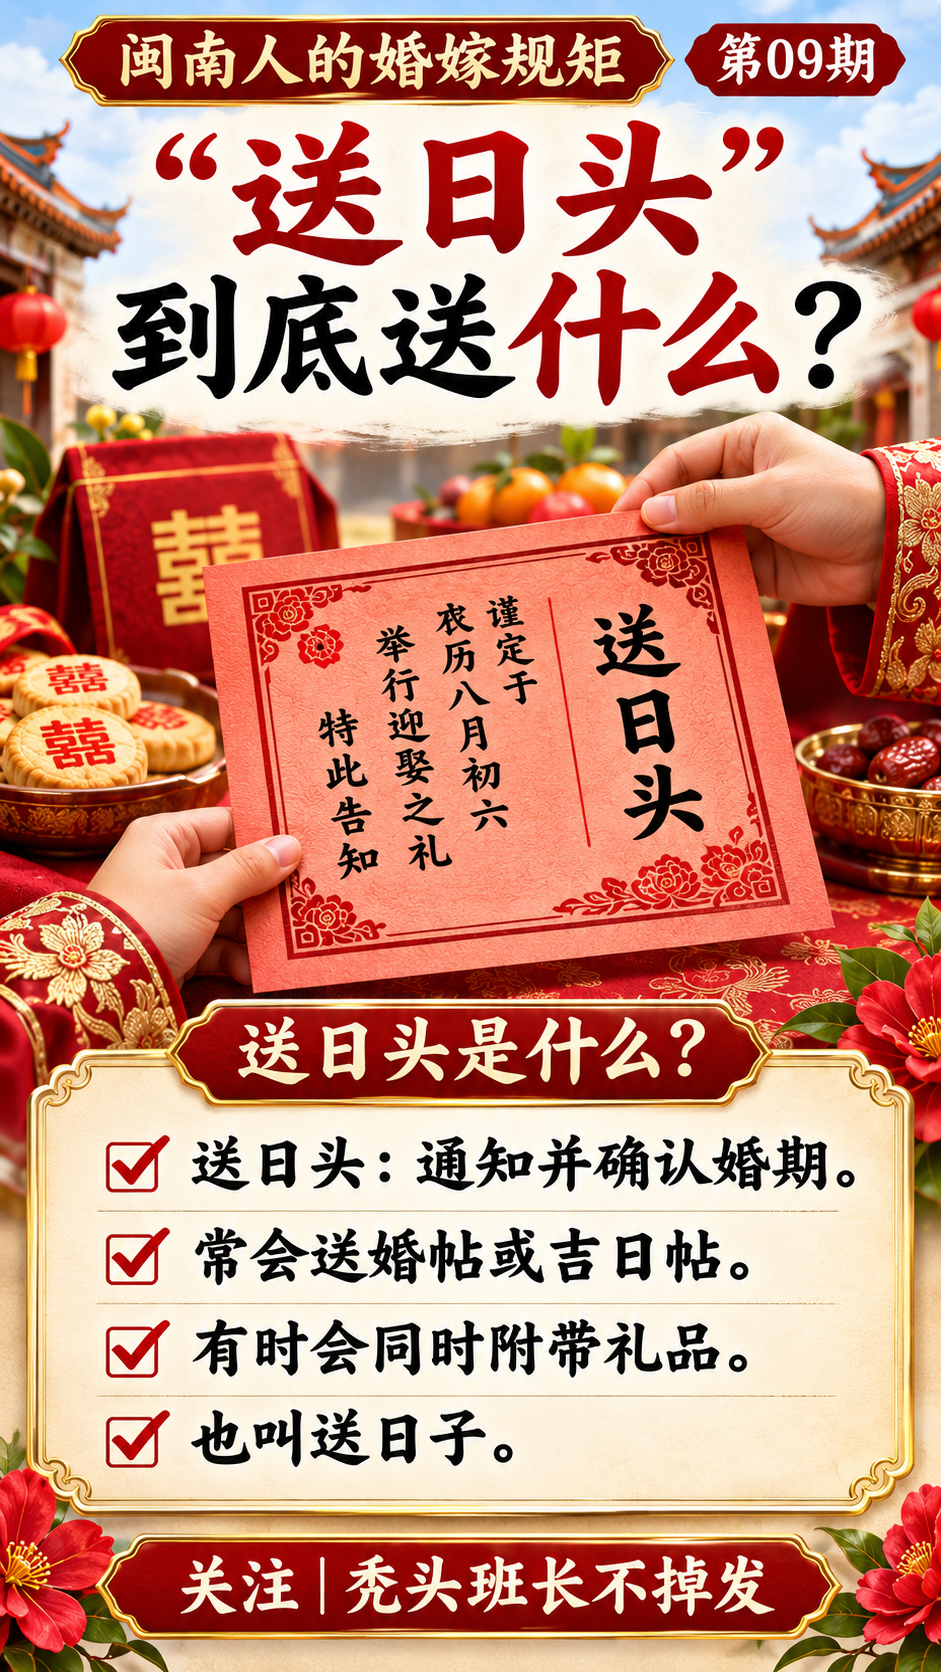 闽南人的婚嫁规矩
第09期
“送日头”
到底送什么？
囍
送日头
谨定于
农历八月初六
举行迎娶之礼
特此告知
囍
囍
囍
送日头是什么？
送日头：通知并确认婚期。
常会送婚帖或吉日帖。
有时会同时附带礼品。
也叫送日子。
关注｜秃头班长不掉发